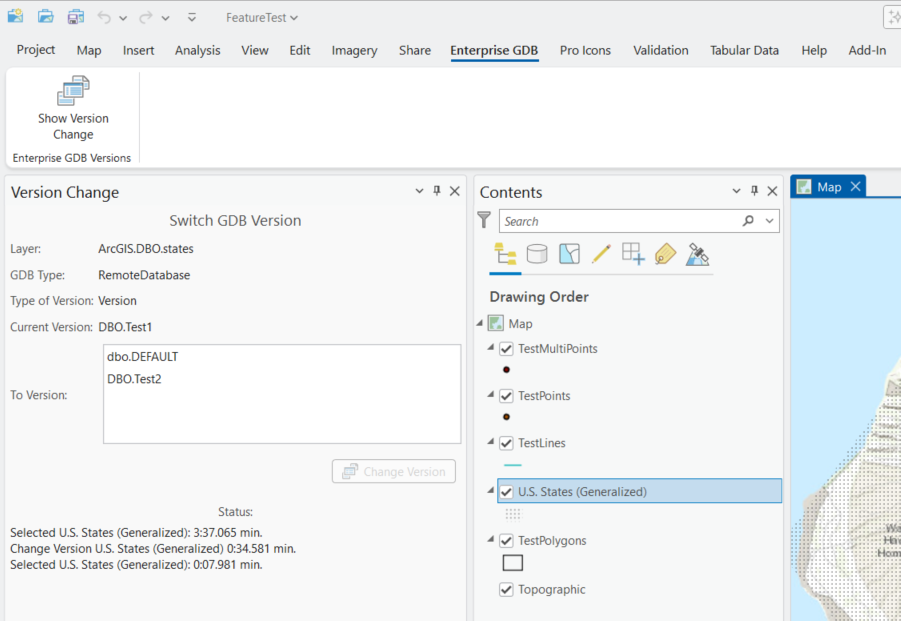 FeatureTest
Project Map Insert Analysis View Edit Imagery Share Enterprise GDB Pro Icons Validation Tabular Data Help Add-In
Show Version
Change
Enterprise GDB Versions
Version Change
Switch GDB Version
Layer: ArcGIS.DBO.states
GDB Type: RemoteDatabase
Type of Version: Version
Current Version: DBO.Test1
To Version:
dbo.DEFAULT
DBO.Test2
Change Version
Status:
Selected U.S. States (Generalized): 3:37.065 min.
Change Version U.S. States (Generalized) 0:34.581 min.
Selected U.S. States (Generalized): 0:07.981 min.
Contents
Search
Drawing Order
Map
TestMultiPoints
TestPoints
TestLines
U.S. States (Generalized)
TestPolygons
Topographic
Map